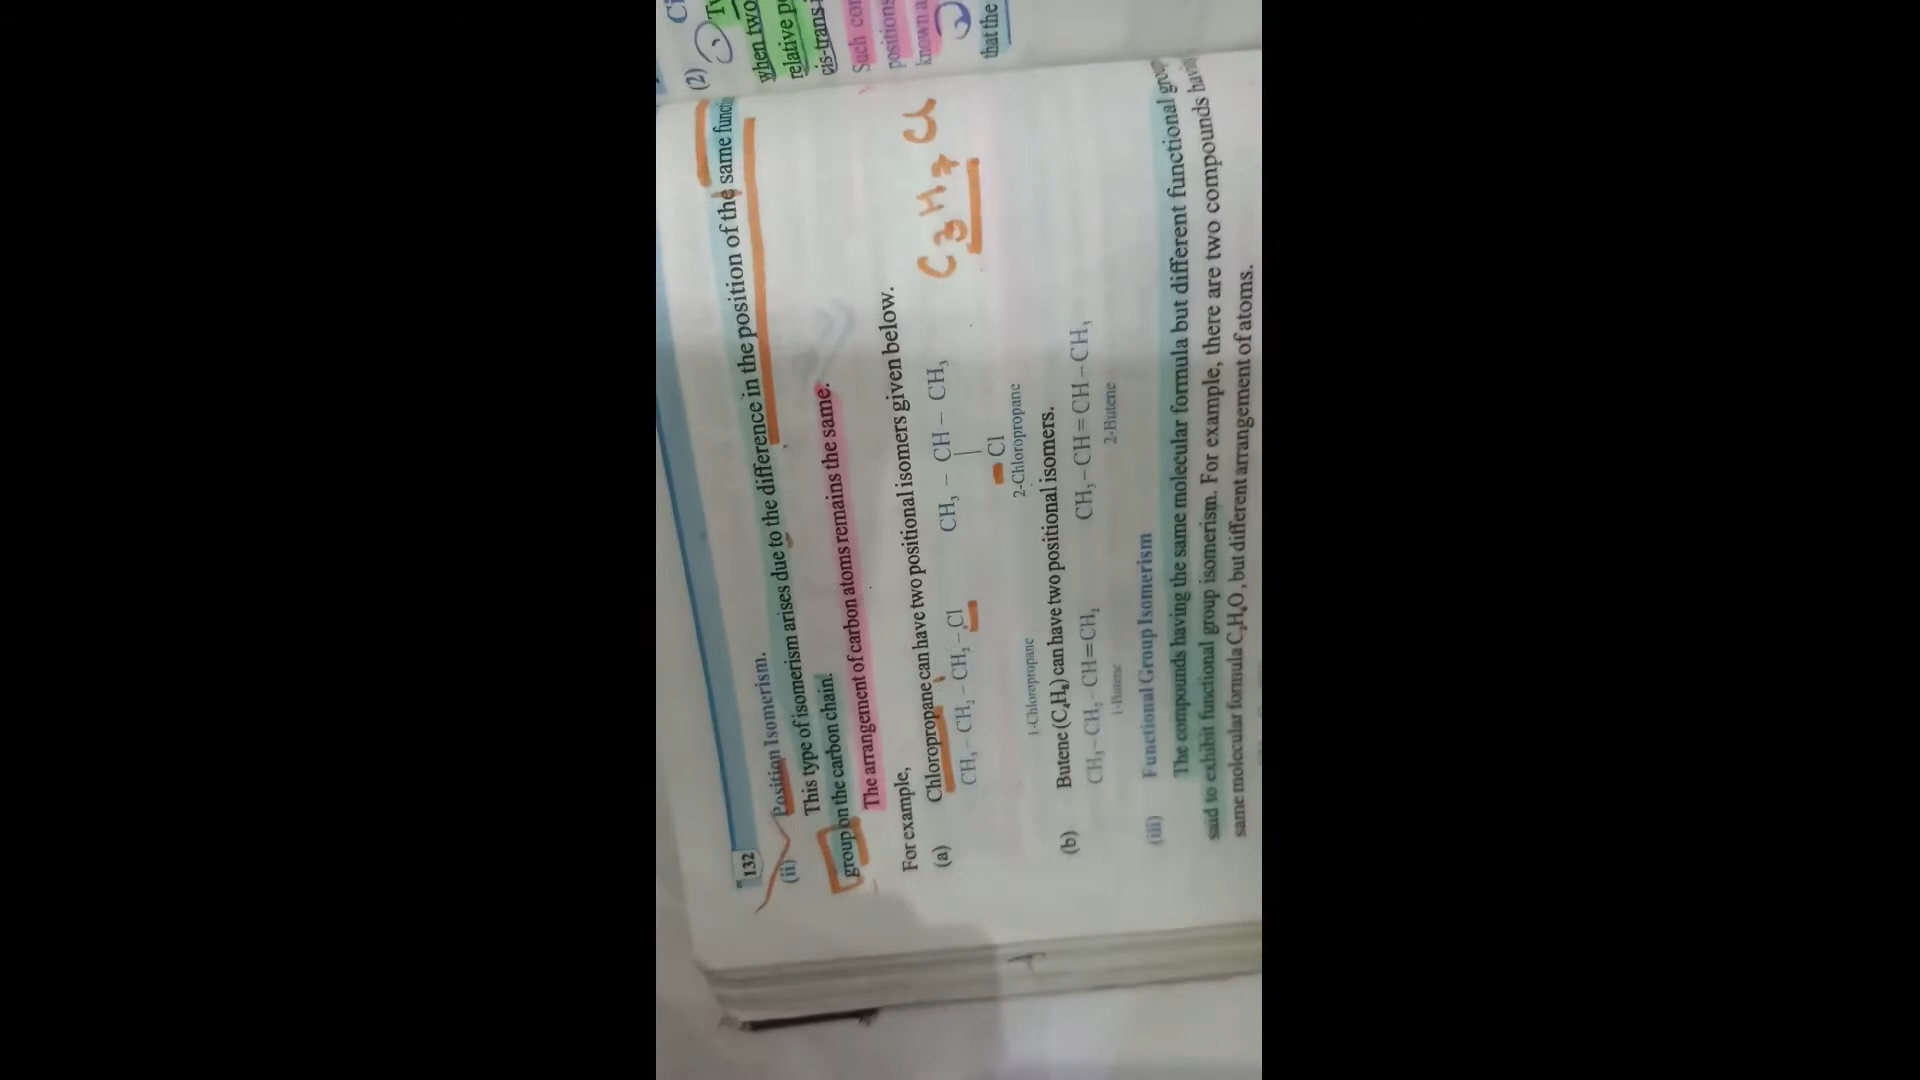 132
(ii) Position Isomerism.
This type of isomerism arises due to the difference in the position of the same
group on the carbon chain.
The arrangement of carbon atoms remains the same.
For example,
(a) Chloropropane can have two positional isomers given below.
CH₃ – CH₂ – CH₂ – Cl CH₃ – CH – CH₃
|
Cl
1-Chloropropane 2-Chloropropane
C₃H₇Cl
(b) Butene (C₄H₈) can have two positional isomers.
CH₃ – CH₂ – CH = CH₂ CH₃ – CH = CH – CH₃
1-Butene 2-Butene
(iii) Functional Group Isomerism
The compounds having the same molecular formula but different functional group
said to exhibit functional group isomerism. For example, there are two compounds having
same molecular formula C₂H₆O, but different arrangement of atoms.
(2)
when two
relative
cis-trans
Such
positions
known a
that the